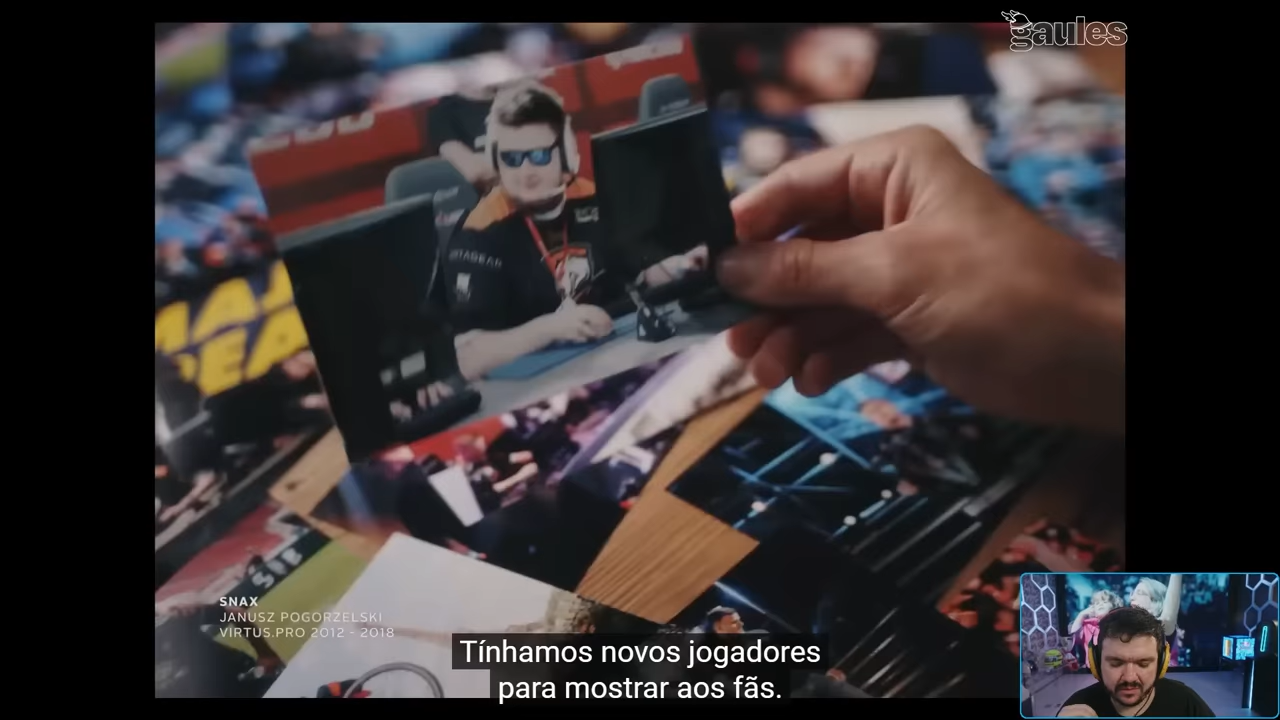 gaules
SNAX
JANUSZ POGORZELSKI
VIRTUS.PRO 2012 - 2018
Tínhamos novos jogadores
para mostrar aos fãs.